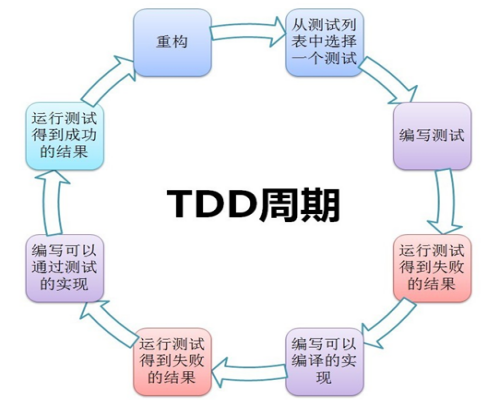 重构
从测试列
表中选择
一个测试
编写测试
运行测试
得到失败
的结果
编写可以
编译的实
现
运行测试
得到失败
的结果
编写可以
通过测试
的实现
运行测试
得到成功
的结果
TDD周期